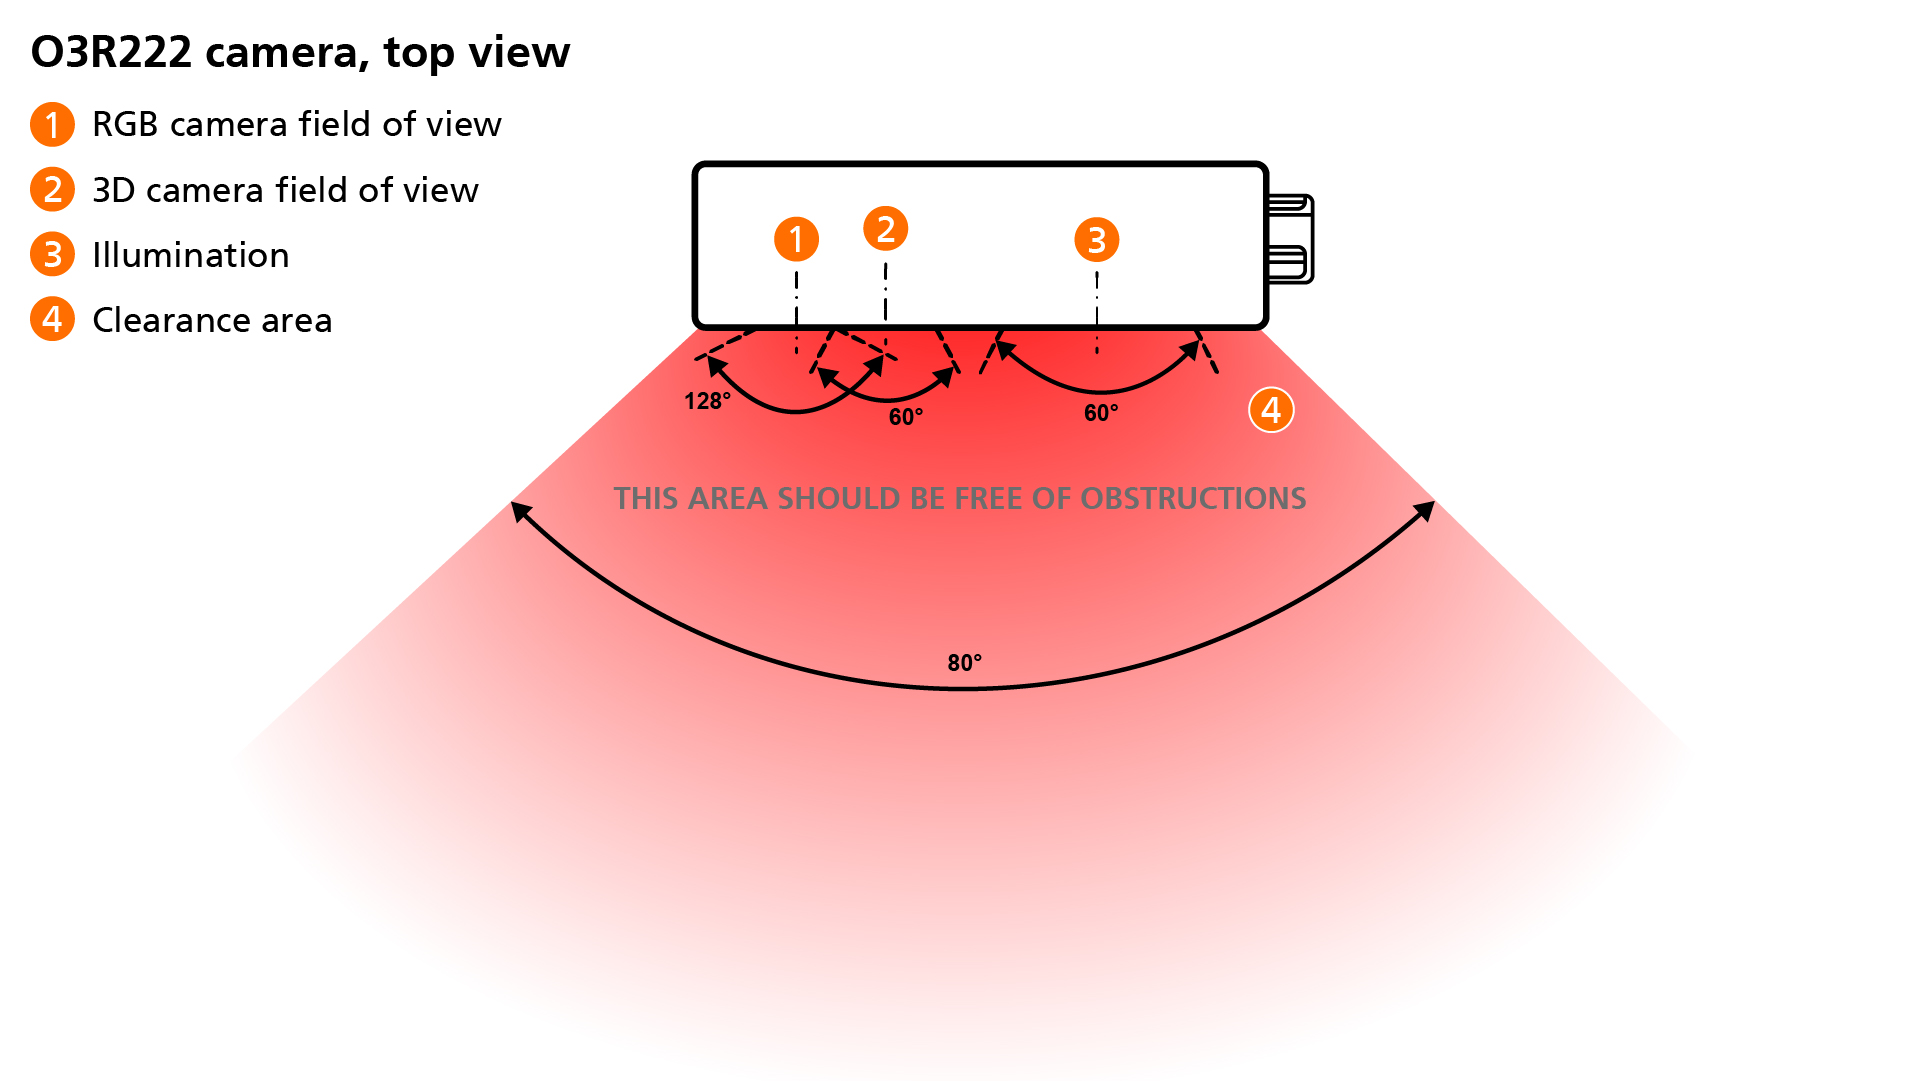 O3R222 camera, top view
1 RGB camera field of view
2 3D camera field of view
3 Illumination
4 Clearance area
1
2
3
128°
60°
60°
4
THIS AREA SHOULD BE FREE OF OBSTRUCTIONS
80°